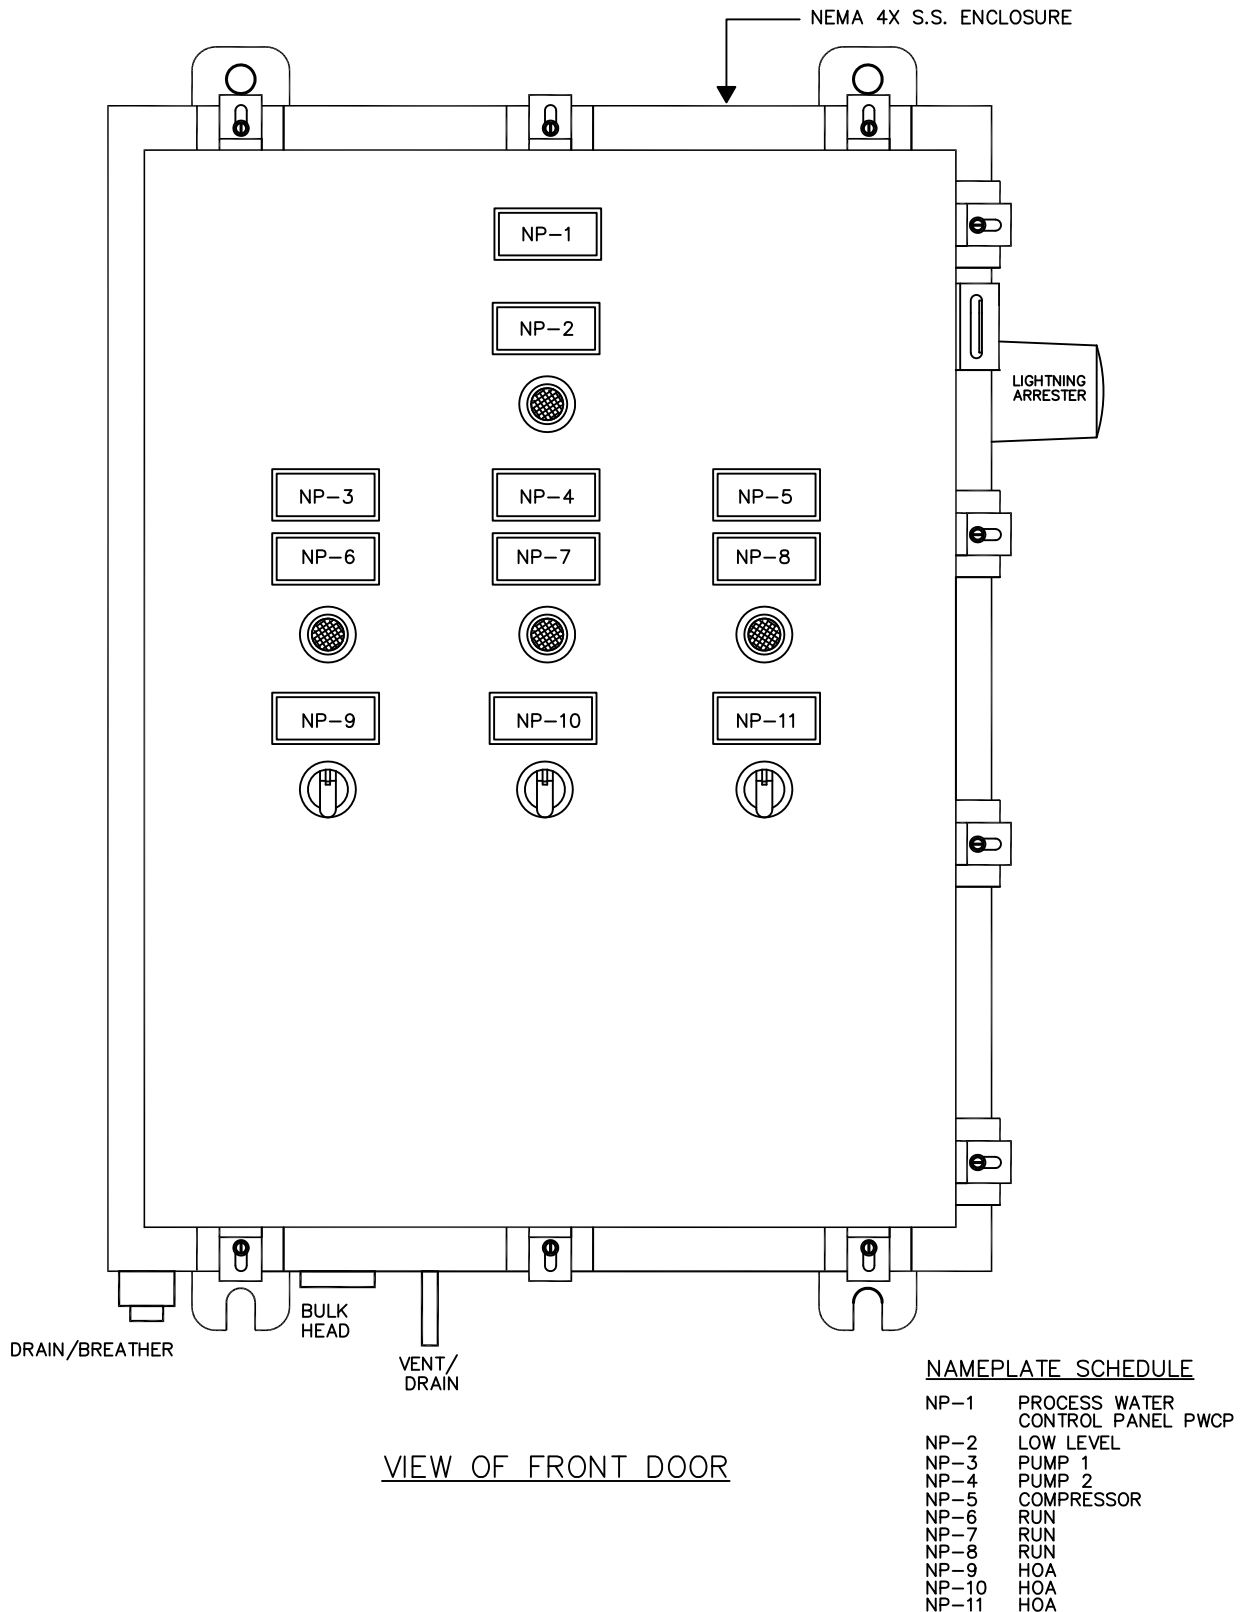 NEMA 4X S.S. ENCLOSURE
NP-1
NP-2
LIGHTNING
ARRESTER
NP-3
NP-4
NP-5
NP-6
NP-7
NP-8
NP-9
NP-10
NP-11
BULK
HEAD
DRAIN/BREATHER
VENT/
DRAIN
VIEW OF FRONT DOOR
NAMEPLATE SCHEDULE
NP-1 PROCESS WATER
CONTROL PANEL PWCP
NP-2 LOW LEVEL
NP-3 PUMP 1
NP-4 PUMP 2
NP-5 COMPRESSOR
NP-6 RUN
NP-7 RUN
NP-8 RUN
NP-9 HOA
NP-10 HOA
NP-11 HOA